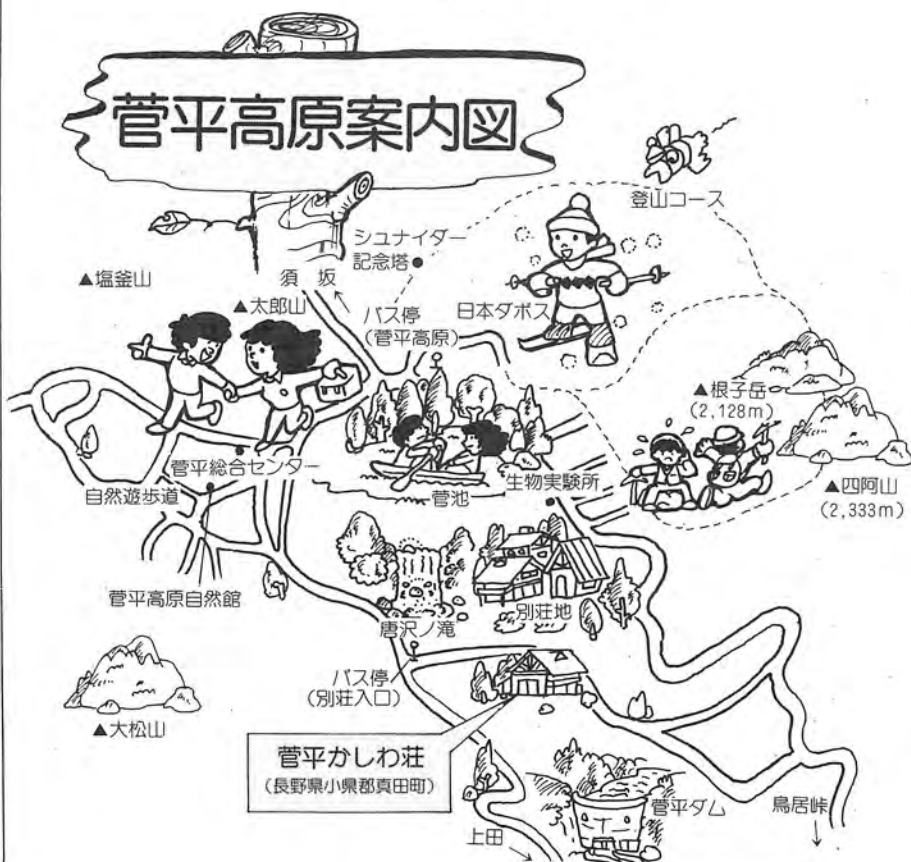 菅平高原案内図
登山コース
シュナイダー
記念塔●
▲塩釜山
須坂
▲太郎山
バス停
(菅平高原)
日本ダボス
▲根子岳
(2,128m)
菅平総合センター
自然遊歩道
菅池
生物実験所
▲四阿山
(2,333m)
菅平高原自然館
唐沢ノ滝
別荘地
バス停
(別荘入口)
▲大松山
菅平かしわ荘
(長野県小県郡真田町)
菅平ダム
鳥居峠
上田